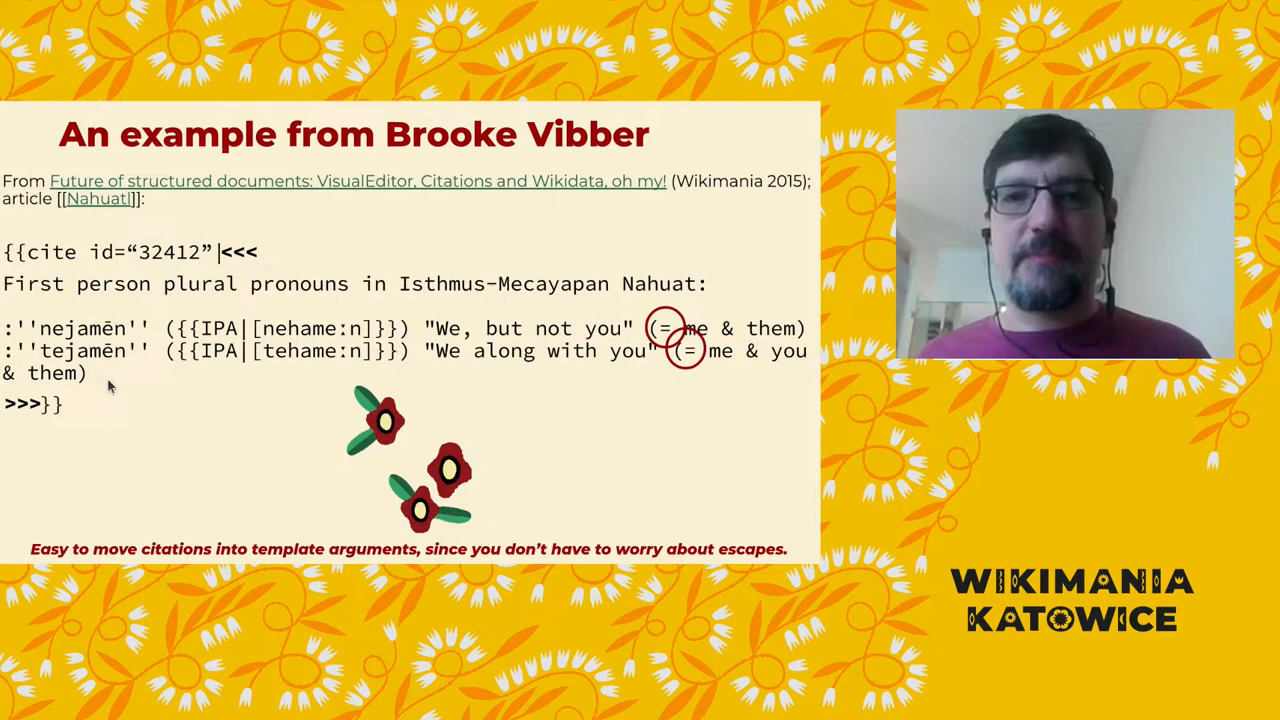 An example from Brooke Vibber
From Future of structured documents: VisualEditor, Citations and Wikidata, oh my! (Wikimania 2015);
article [[Nahuatl]]:
{{cite id=“32412”|<<<
First person plural pronouns in Isthmus-Mecayapan Nahuat:
:''nejamēn'' ({{IPA|[nehameːn]}}) "We, but not you" (= me & them)
:''tejamēn'' ({{IPA|[tehameːn]}}) "We along with you" (= me & you
& them)
>>>}}
Easy to move citations into template arguments, since you don’t have to worry about escapes.
WIKIMANIA
KATOWICE